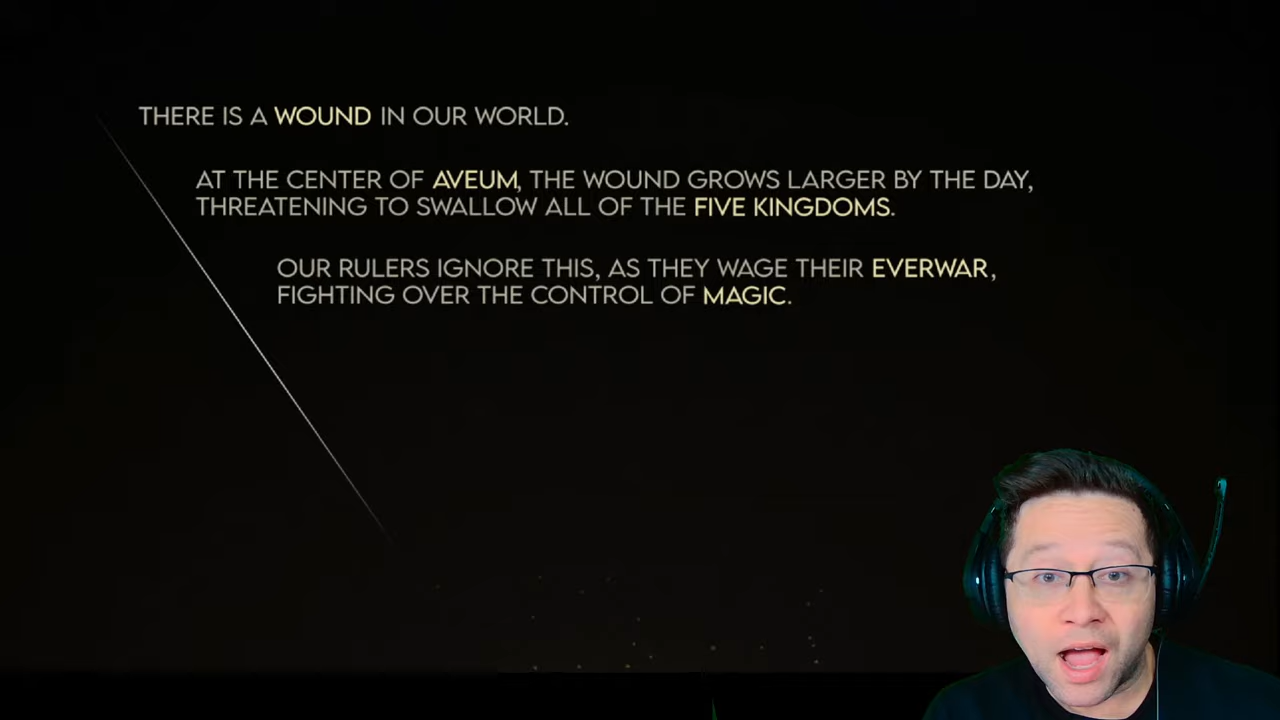 THERE IS A WOUND IN OUR WORLD.
AT THE CENTER OF AVEUM, THE WOUND GROWS LARGER BY THE DAY,
THREATENING TO SWALLOW ALL OF THE FIVE KINGDOMS.
OUR RULERS IGNORE THIS, AS THEY WAGE THEIR EVERWAR,
FIGHTING OVER THE CONTROL OF MAGIC.